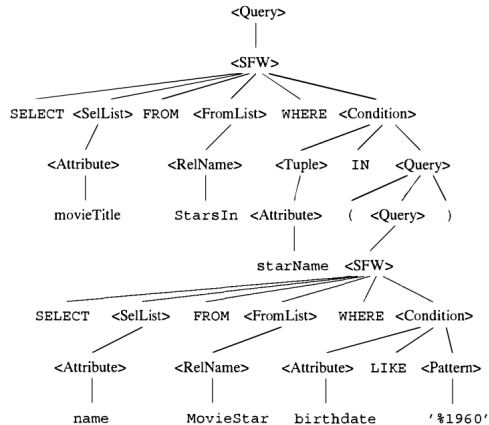 <Query>
<SFW>
SELECT <SelList> FROM <FromList> WHERE <Condition>
<Attribute> <RelName> <Tuple> IN <Query>
movieTitle StarsIn <Attribute> ( <Query> )
starName <SFW>
SELECT <SelList> FROM <FromList> WHERE <Condition>
<Attribute> <RelName> <Attribute> LIKE <Pattern>
name MovieStar birthdate '%1960'